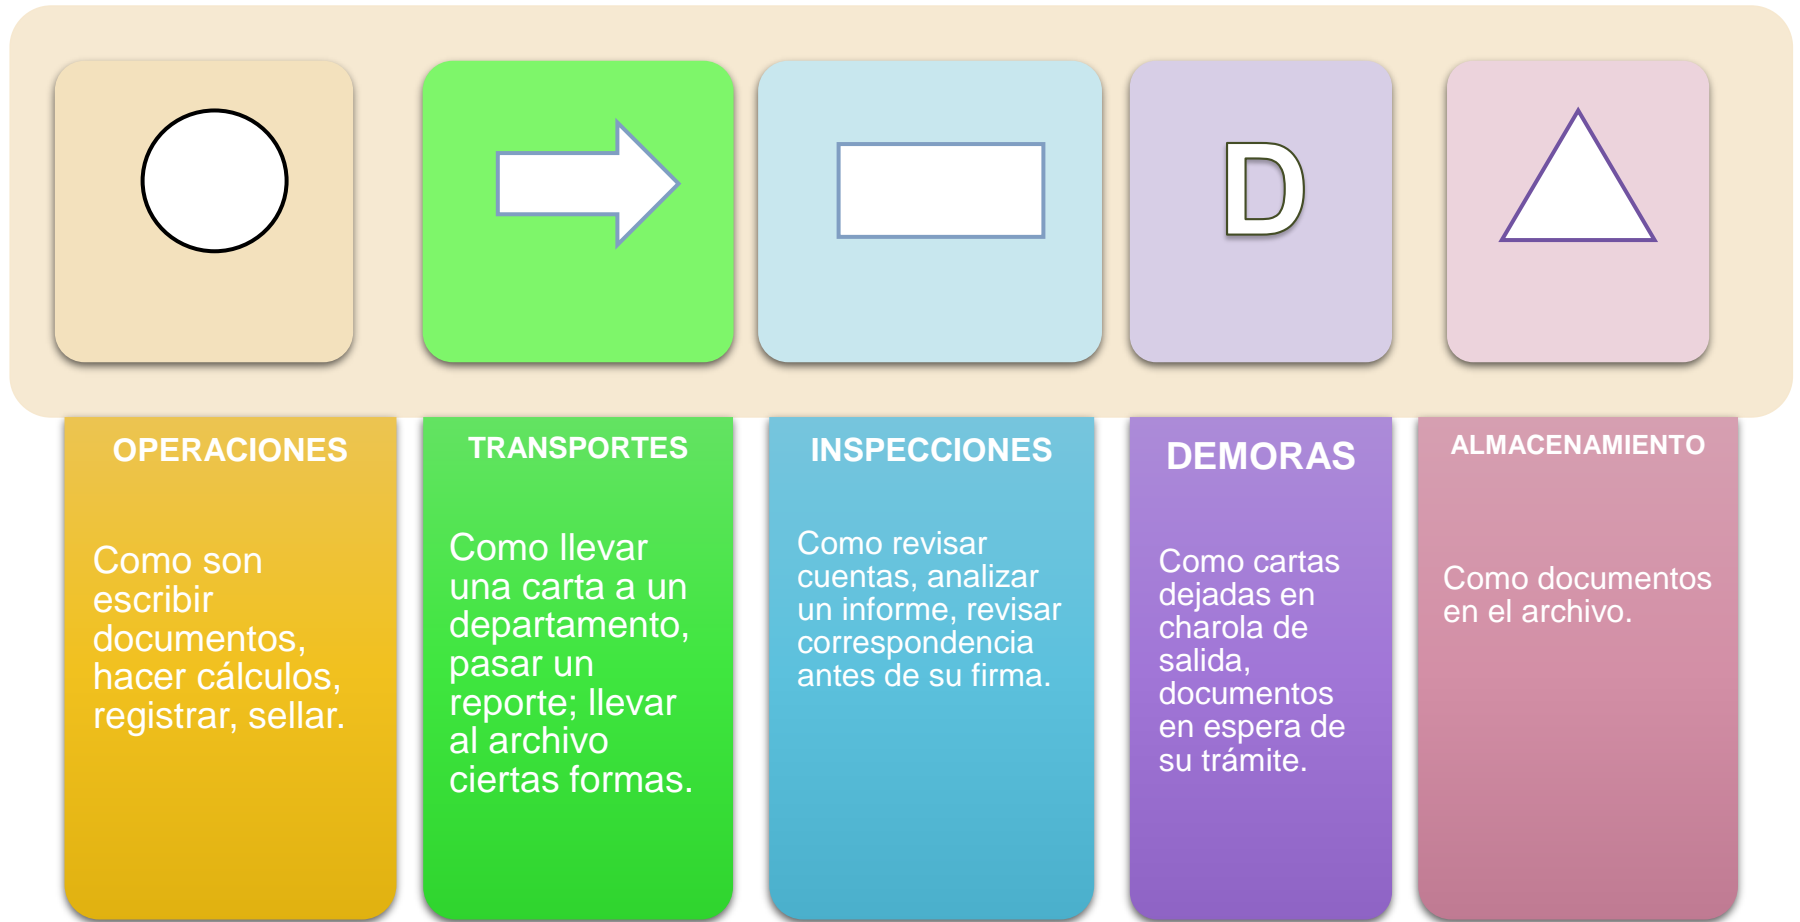 D
OPERACIONES
Como son
escribir
documentos,
hacer cálculos,
registrar, sellar.
TRANSPORTES
Como llevar
una carta a un
departamento,
pasar un
reporte; llevar
al archivo
ciertas formas.
INSPECCIONES
Como revisar
cuentas, analizar
un informe, revisar
correspondencia
antes de su firma.
DEMORAS
Como cartas
dejadas en
charola de
salida,
documentos
en espera de
su trámite.
ALMACENAMIENTO
Como documentos
en el archivo.